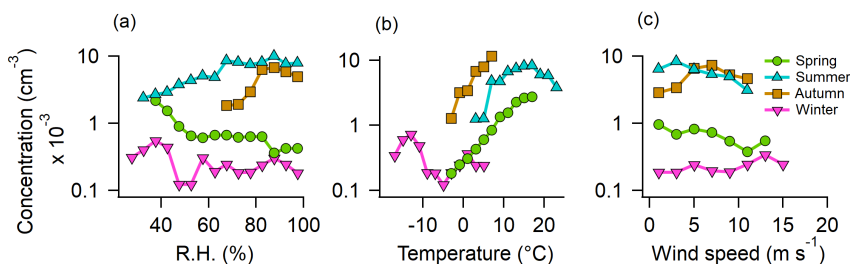 (a)
(b)
(c)
Concentration (cm⁻³)
x 10⁻³
10
1
0.1
40
60
80
100
R.H. (%)
10
1
0.1
-10
0
10
20
Temperature (°C)
10
1
0.1
0
5
10
15
20
Wind speed (m s⁻¹)
Spring
Summer
Autumn
Winter